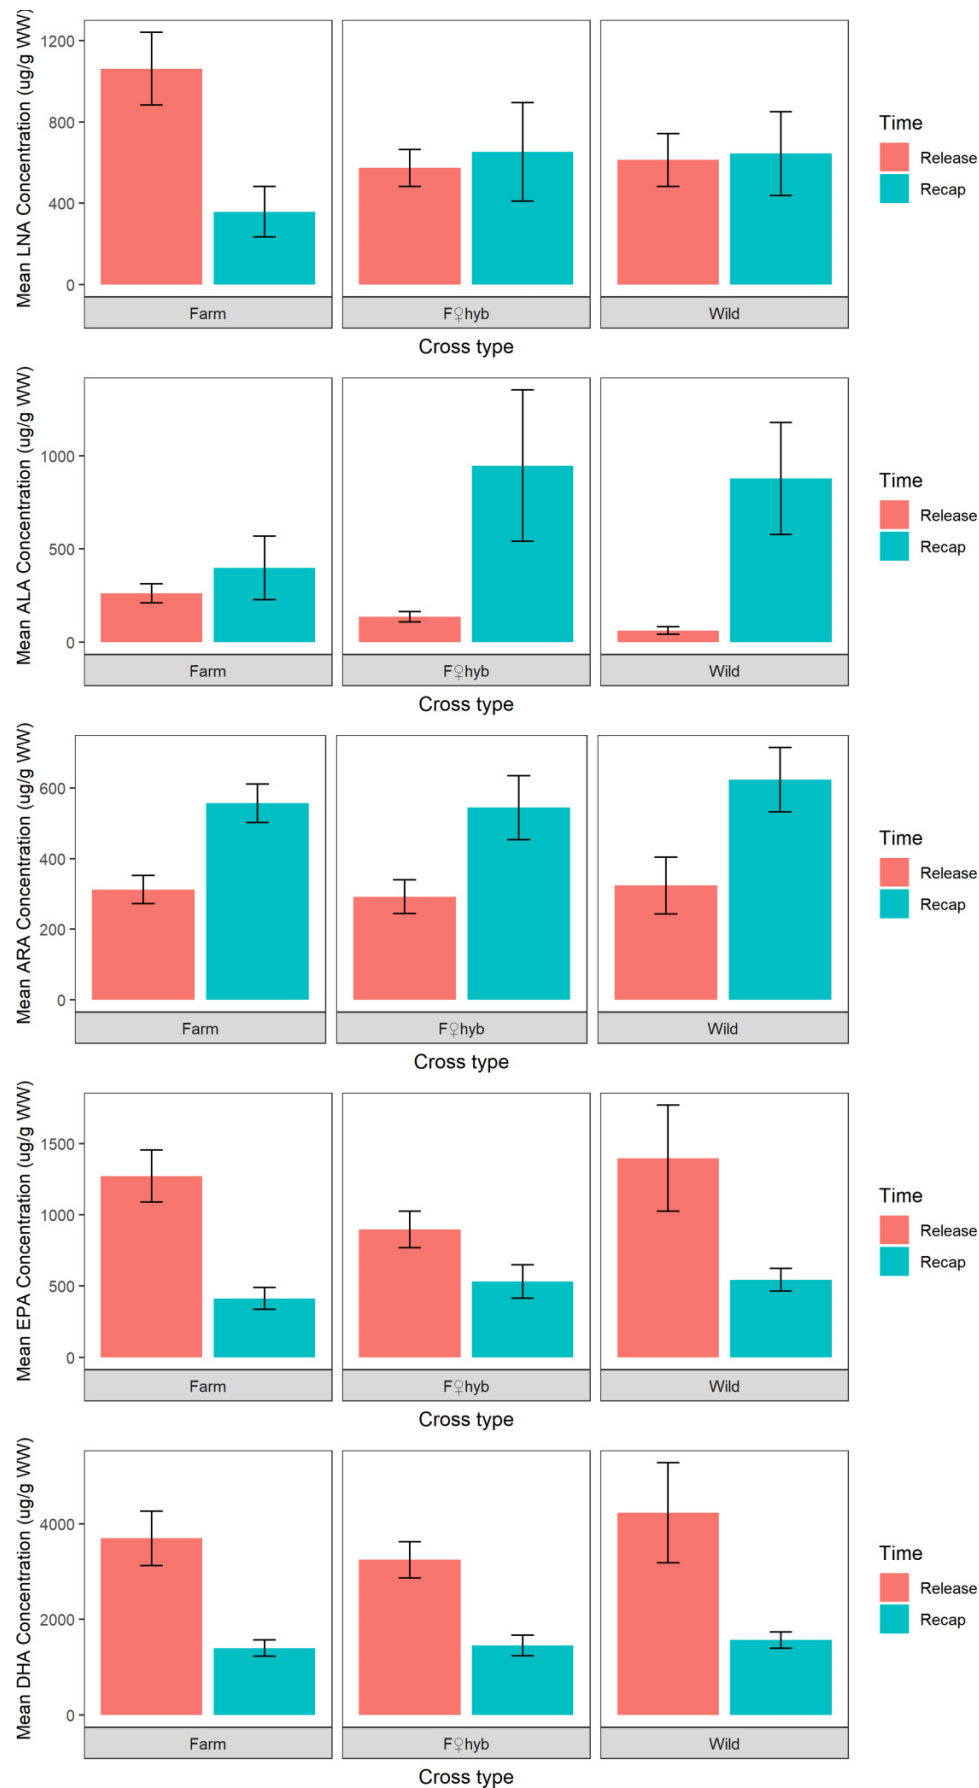 Mean LNA Concentration (ug/g WW)
1200
800
400
0
Farm
F♀hyb
Wild
Cross type
Time
Release
Recap
Mean ALA Concentration (ug/g WW)
1000
500
0
Farm
F♀hyb
Wild
Cross type
Time
Release
Recap
Mean ARA Concentration (ug/g WW)
600
400
200
0
Farm
F♀hyb
Wild
Cross type
Time
Release
Recap
Mean EPA Concentration (ug/g WW)
1500
1000
500
0
Farm
F♀hyb
Wild
Cross type
Time
Release
Recap
Mean DHA Concentration (ug/g WW)
4000
2000
0
Farm
F♀hyb
Wild
Cross type
Time
Release
Recap